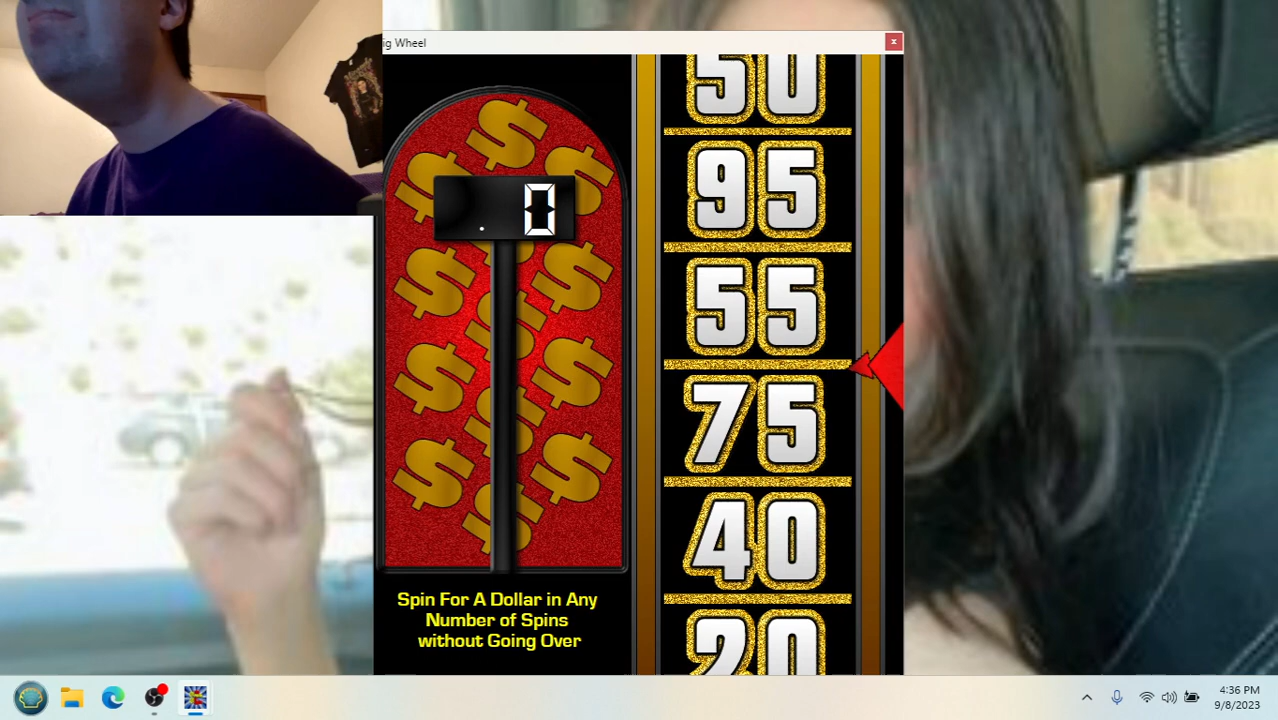 ig Wheel
x
50
95
. 0
55
75
40
20
Spin For A Dollar in Any
Number of Spins
without Going Over
4:36 PM
9/8/2023